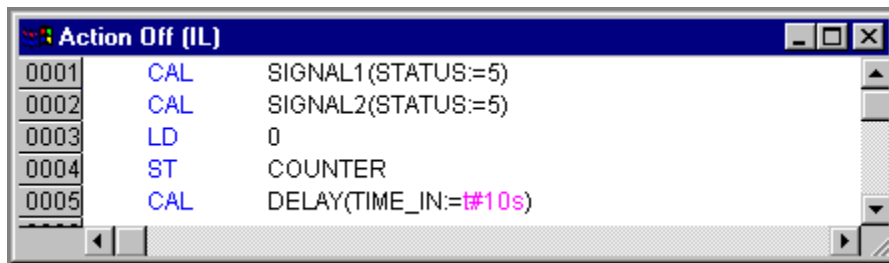 Action Off (IL)
0001 CAL SIGNAL1(STATUS:=5)
0002 CAL SIGNAL2(STATUS:=5)
0003 LD 0
0004 ST COUNTER
0005 CAL DELAY(TIME_IN:=t#10s)